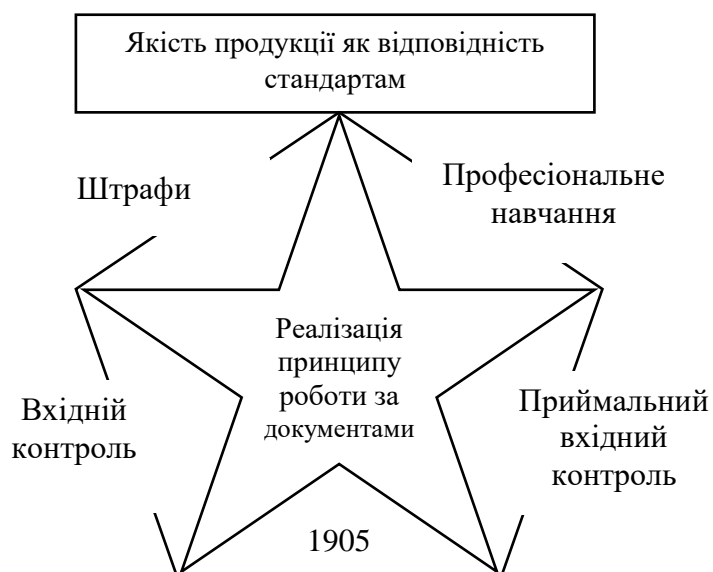 Якість продукції як відповідність
стандартам
Штрафи
Професіональне
навчання
Реалізація
принципу
роботи за
документами
Вхідній
контроль
Приймальний
вхідний
контроль
1905